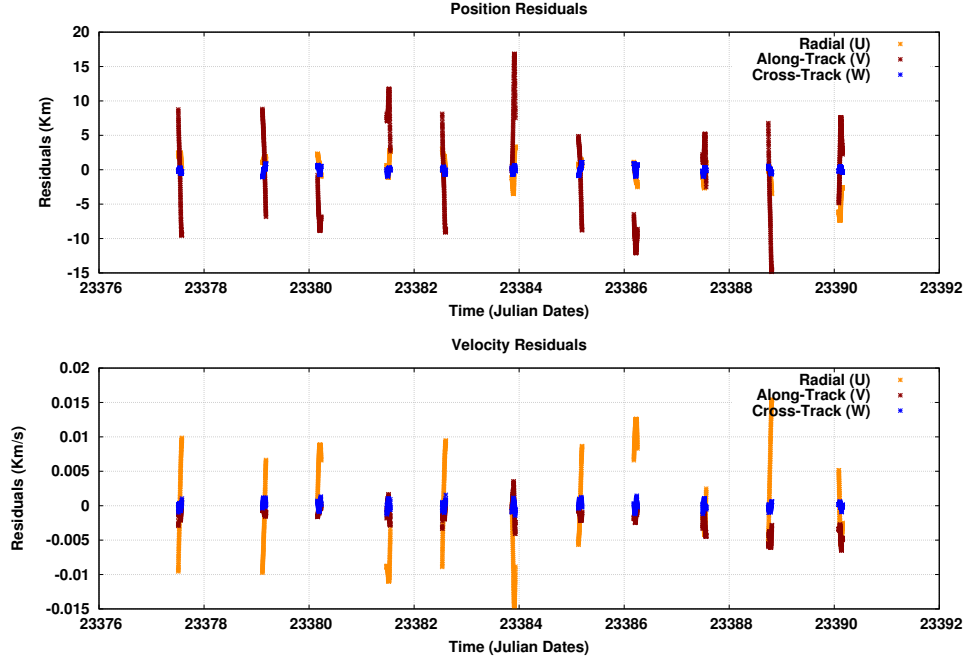 Position Residuals
Residuals (Km)
20
15
10
5
0
-5
-10
-15
Radial (U)
Along-Track (V)
Cross-Track (W)
23376 23378 23380 23382 23384 23386 23388 23390 23392
Time (Julian Dates)
Velocity Residuals
Residuals (Km/s)
0.02
0.015
0.01
0.005
0
-0.005
-0.01
-0.015
Radial (U)
Along-Track (V)
Cross-Track (W)
23376 23378 23380 23382 23384 23386 23388 23390 23392
Time (Julian Dates)